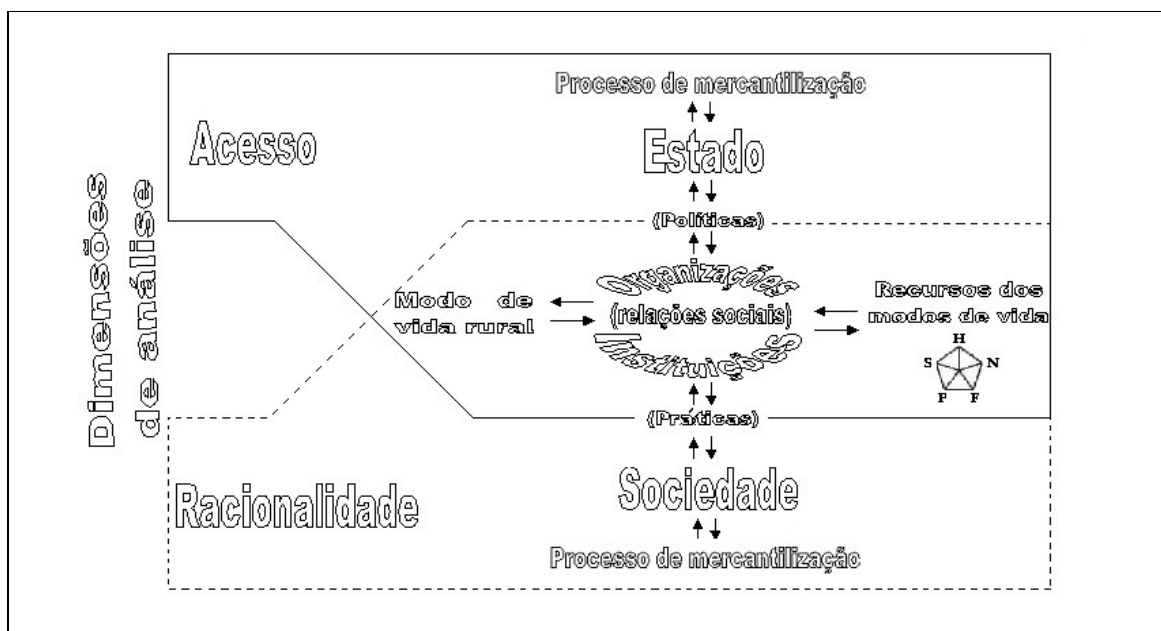 Dimensões
de análise
Acesso
Processo de mercantilização
Estado
(Políticas)
Organizações
(relações sociais)
Instituições
Modo de
vida rural
Recursos dos
modos de vida
H
S N
P F
(Práticas)
Racionalidade
Sociedade
Processo de mercantilização